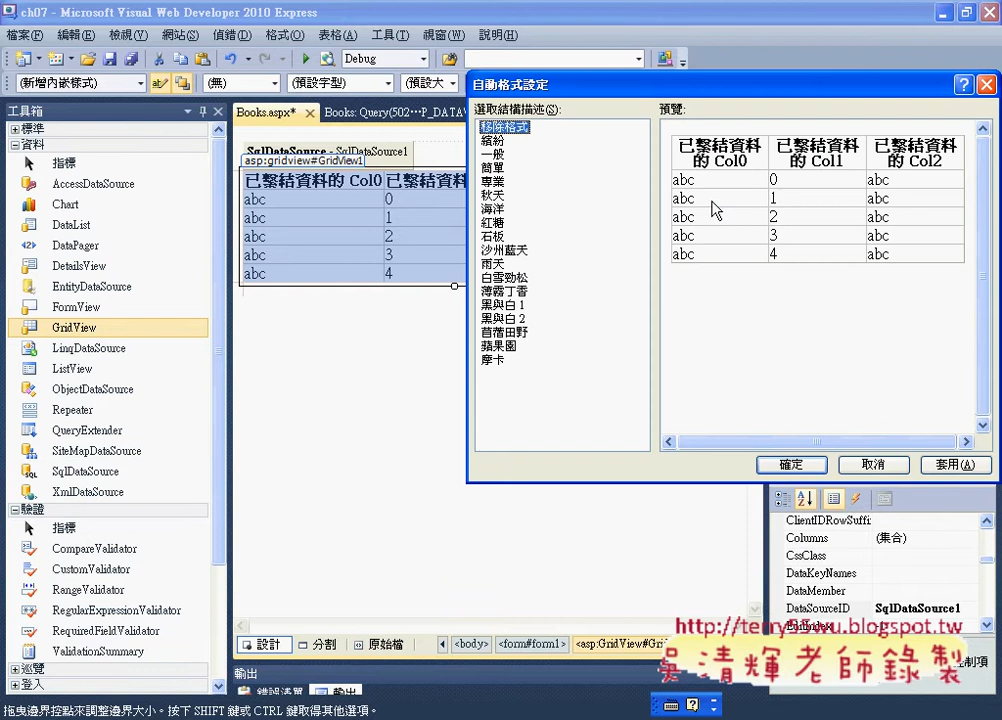 ch07 - Microsoft Visual Web Developer 2010 Express
檔案(F) 編輯(E) 檢視(V) 網站(S) 偵錯(D) 格式(O) 表格(A) 工具(T) 視窗(W) 說明(H)
Debug
(新增內嵌樣式) (無) (預設字型) (預設大
工具箱
標準
資料
指標
AccessDataSource
Chart
DataList
DataPager
DetailsView
EntityDataSource
FormView
GridView
LinqDataSource
ListView
ObjectDataSource
Repeater
QueryExtender
SiteMapDataSource
SqlDataSource
XmlDataSource
驗證
指標
CompareValidator
CustomValidator
RangeValidator
RegularExpressionValidator
RequiredFieldValidator
ValidationSummary
巡覽
登入
Books.aspx* Books: Query(502…P_DATA\
SqlDataSource - SqlDataSource1
asp:gridview#GridView1
已繫結資料的 Col0 已繫結資料
abc 0
abc 1
abc 2
abc 3
abc 4
自動格式設定
選取結構描述(S):
移除格式
繽紛
一般
簡單
專業
秋天
海洋
紅糖
石板
沙州藍天
雨天
白雪勁松
薄霧丁香
黑與白 1
黑與白 2
苜蓿田野
蘋果園
摩卡
預覽:
已繫結資料的 Col0 已繫結資料的 Col1 已繫結資料的 Col2
abc 0 abc
abc 1 abc
abc 2 abc
abc 3 abc
abc 4 abc
確定 取消 套用(A)
ClientIDRowSuffi
Columns (集合)
CssClass
DataKeyNames
DataMember
DataSourceID SqlDataSource1
設計 分割 原始檔 <body> <form#form1> <asp:GridView#Gri
輸出
錯誤清單 輸出
控制項
http://terry55wu.blogspot.tw
吳清輝老師錄製
拖曳邊界控點來調整邊界大小。按下 SHIFT 鍵或 CTRL 鍵取得其他選項。